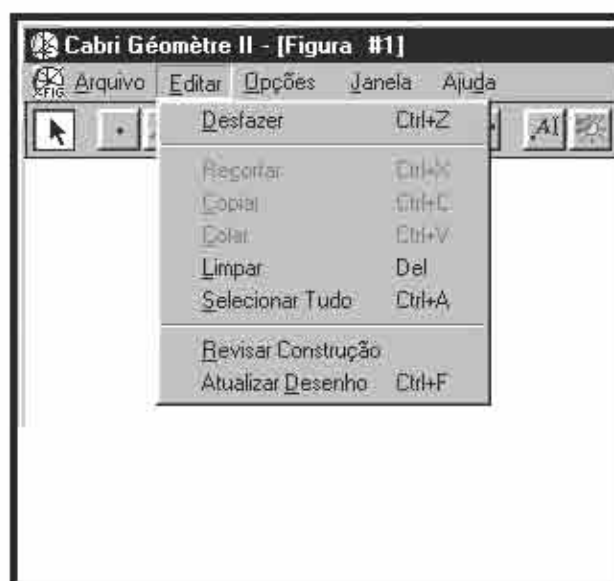 Cabri Géomètre II - [Figura #1]
FIG Arquivo Editar Opções Janela Ajuda
A
Desfazer Ctrl+Z
Recortar Ctrl+X
Copiar Ctrl+C
Colar Ctrl+V
Limpar Del
Selecionar Tudo Ctrl+A
Revisar Construção
Atualizar Desenho Ctrl+F